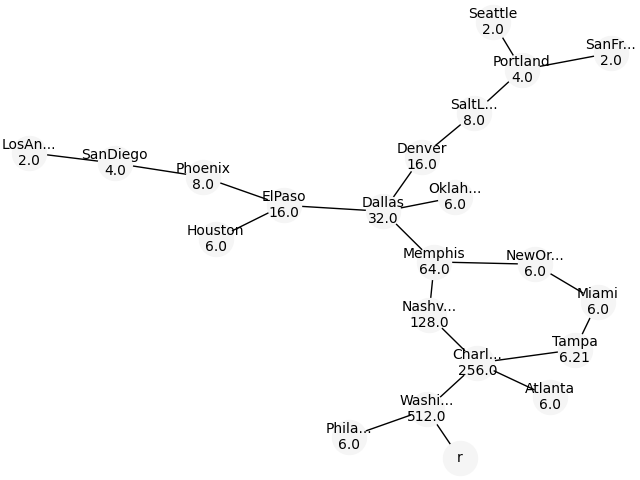 Seattle
2.0
SanFr...
2.0
Portland
4.0
SaltL...
8.0
LosAn...
2.0
SanDiego
4.0
Denver
16.0
Phoenix
8.0
Oklah...
6.0
ElPaso
16.0
Dallas
32.0
Houston
6.0
Memphis
64.0
NewOr...
6.0
Miami
6.0
Nashv...
128.0
Tampa
6.21
Charl...
256.0
Atlanta
6.0
Washi...
512.0
Phila...
6.0
r